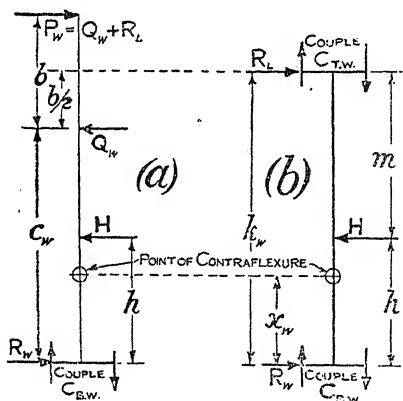 P_W = Q_W + R_L
b
b/2
Q_W
(a)
C_W
H
h
R_W
COUPLE
C_B.W.
POINT OF CONTRAFLEXURE
COUPLE
C_T.W.
R_L
(b)
m
k_W
H
h
x_W
R_W
COUPLE
C_B.W.